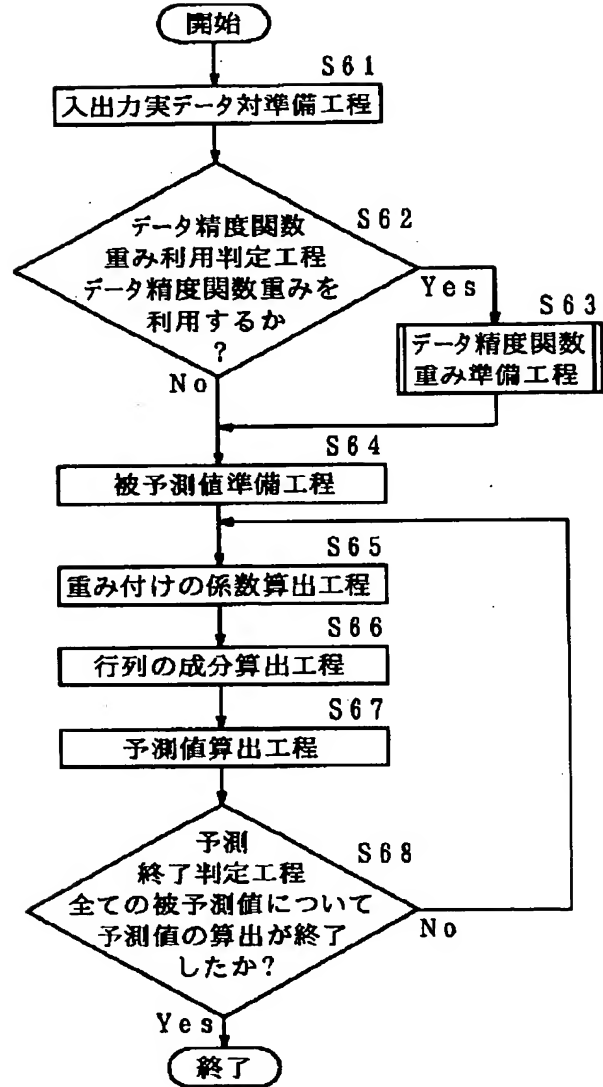 開始
S61
入出力実データ対準備工程
S62
データ精度関数
重み利用判定工程
データ精度関数重みを
利用するか
?
Yes
No
S63
データ精度関数
重み準備工程
S64
被予測値準備工程
S65
重み付けの係数算出工程
S66
行列の成分算出工程
S67
予測値算出工程
S68
予測
終了判定工程
全ての被予測値について
予測値の算出が終了
したか?
No
Yes
終了